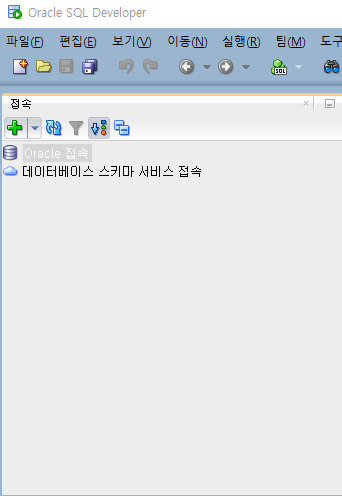 Oracle SQL Developer
파일(F) 편집(E) 보기(V) 이동(N) 실행(R) 팀(M) 도구
SQL
접속
Oracle 접속
데이터베이스 스키마 서비스 접속